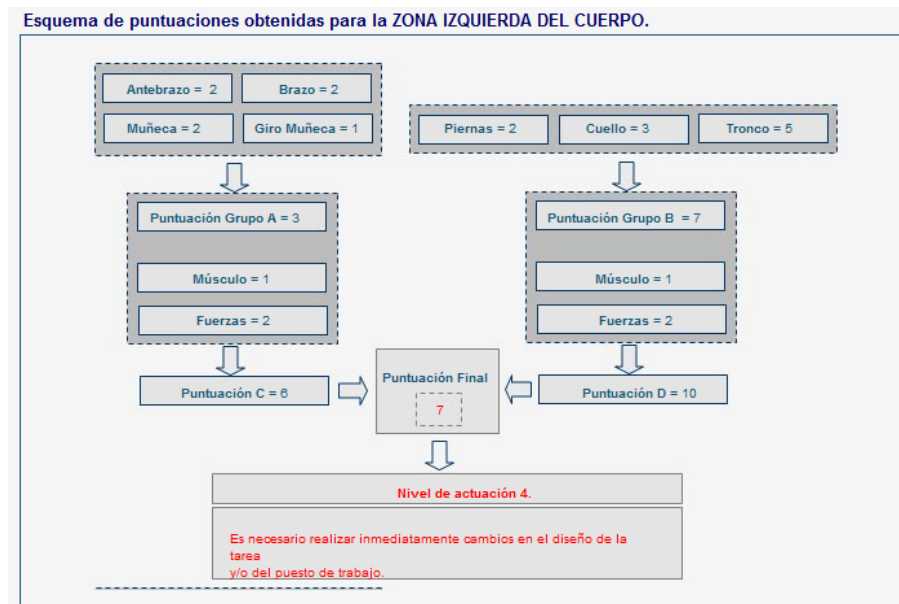 Esquema de puntuaciones obtenidas para la ZONA IZQUIERDA DEL CUERPO.
Antebrazo = 2
Brazo = 2
Muñeca = 2
Giro Muñeca = 1
Piernas = 2
Cuello = 3
Tronco = 5
Puntuación Grupo A = 3
Músculo = 1
Fuerzas = 2
Puntuación Grupo B = 7
Músculo = 1
Fuerzas = 2
Puntuación C = 6
Puntuación Final
7
Puntuación D = 10
Nivel de actuación 4.
Es necesario realizar inmediatamente cambios en el diseño de la
tarea
y/o del puesto de trabajo.